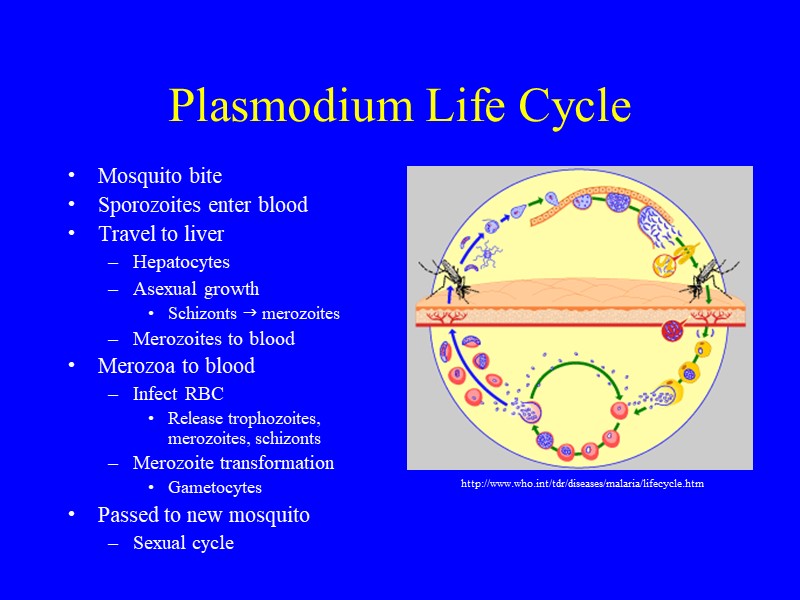 Plasmodium Life Cycle
• Mosquito bite
• Sporozoites enter blood
• Travel to liver
– Hepatocytes
– Asexual growth
• Schizonts → merozoites
– Merozoites to blood
• Merozoa to blood
– Infect RBC
• Release trophozoites,
merozoites, schizonts
– Merozoite transformation
• Gametocytes
• Passed to new mosquito
– Sexual cycle
http://www.who.int/tdr/diseases/malaria/lifecycle.htm